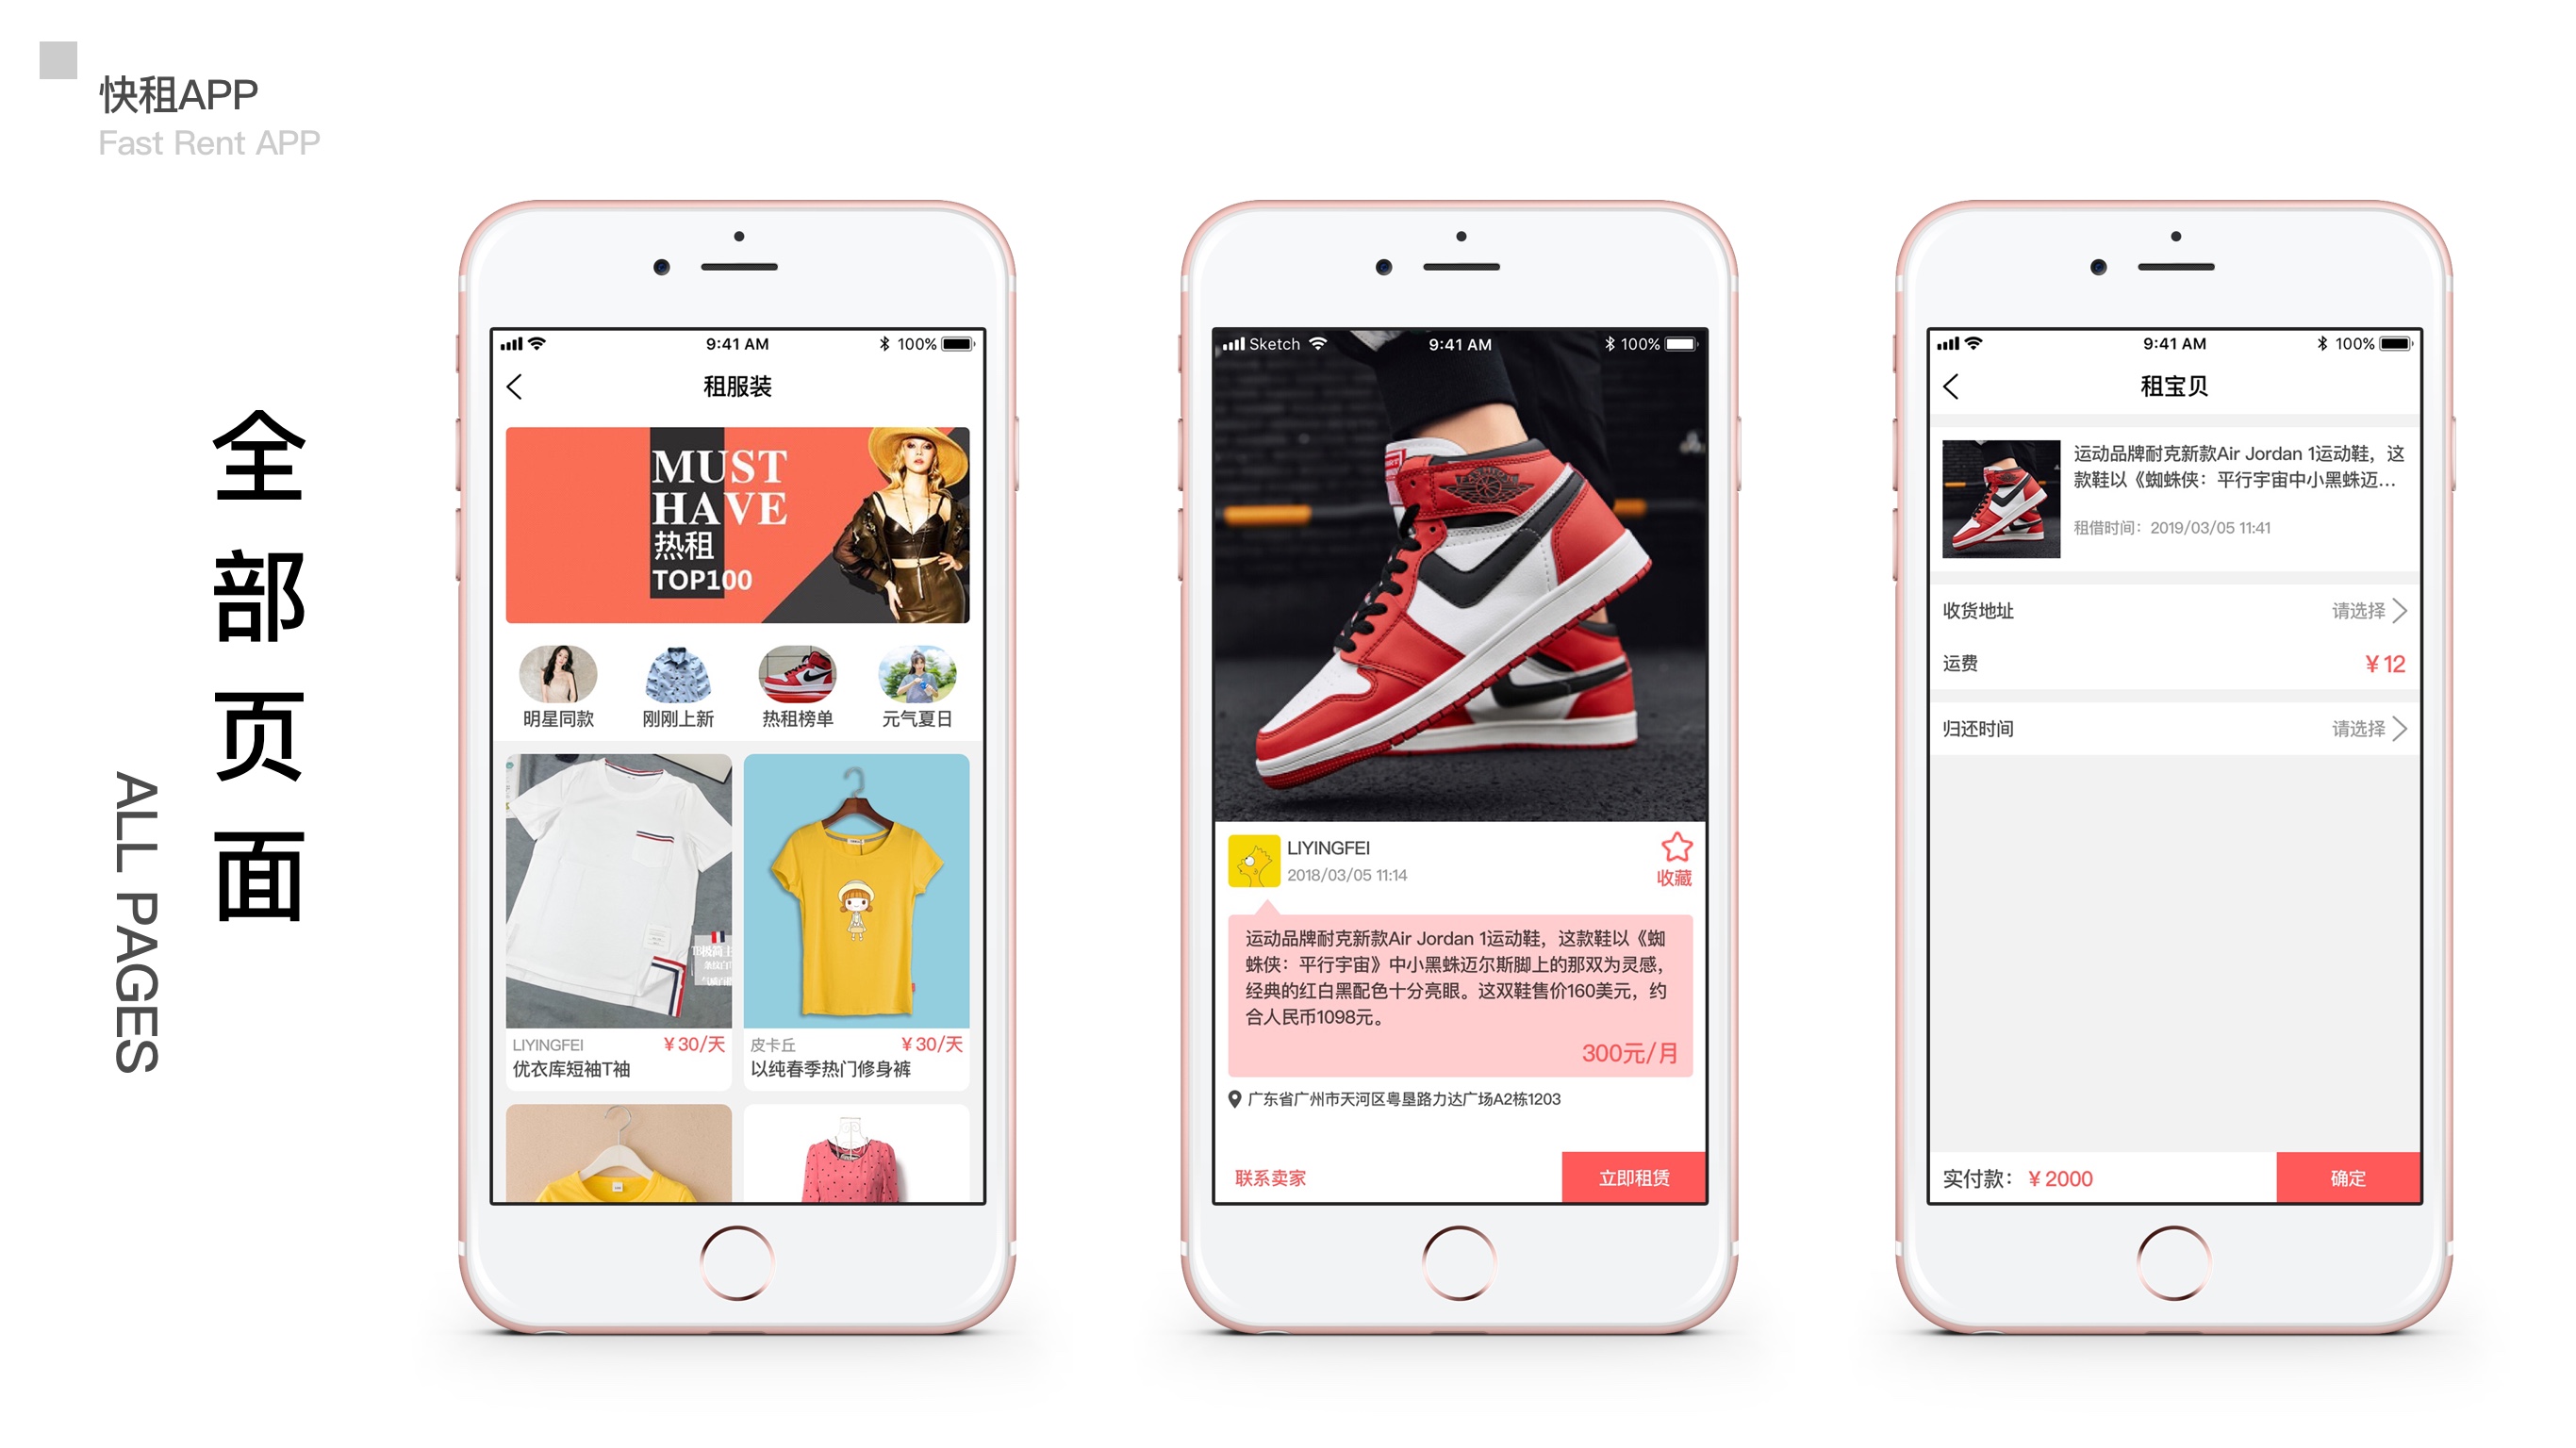 快租APP
Fast Rent APP
全部页面
ALL PAGES
9:41 AM
100%
租服装
MUST
HAVE
热租
TOP100
明星同款
刚刚上新
热租榜单
元气夏日
LIYINGFEI
¥30/天
优衣库短袖T袖
皮卡丘
¥30/天
以纯春季热门修身裤
Sketch
9:41 AM
100%
LIYINGFEI
2018/03/05 11:14
收藏
运动品牌耐克新款Air Jordan 1运动鞋，这款鞋以《蜘
蛛侠：平行宇宙》中小黑蛛迈尔斯脚上的那双为灵感，
经典的红白黑配色十分亮眼。这双鞋售价160美元，约
合人民币1098元。
300元/月
广东省广州市天河区粤垦路力达广场A2栋1203
联系卖家
立即租赁
9:41 AM
100%
租宝贝
运动品牌耐克新款Air Jordan 1运动鞋，这
款鞋以《蜘蛛侠：平行宇宙中小黑蛛迈...
租借时间：2019/03/05 11:41
收货地址
请选择
运费
¥12
归还时间
请选择
实付款：
¥2000
确定